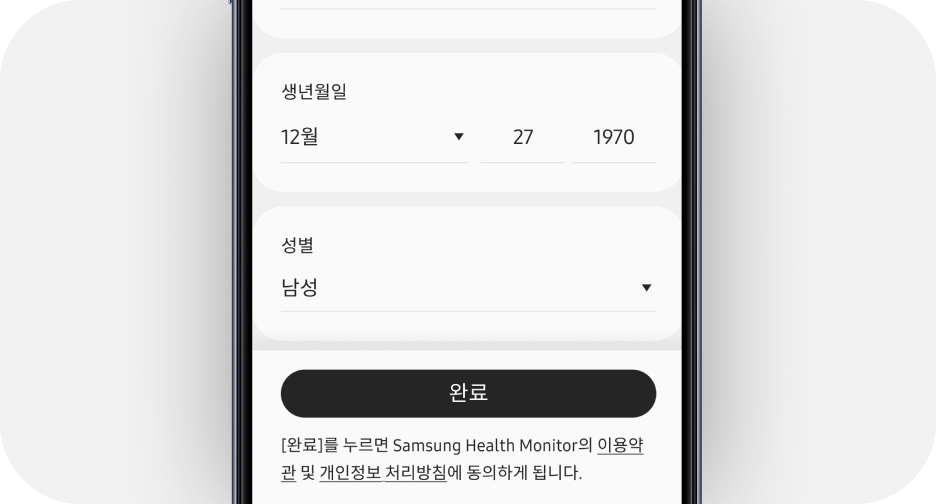 생년월일
12월 27 1970
성별
남성
완료
[완료]를 누르면 Samsung Health Monitor의 이용약
관 및 개인정보 처리방침에 동의하게 됩니다.